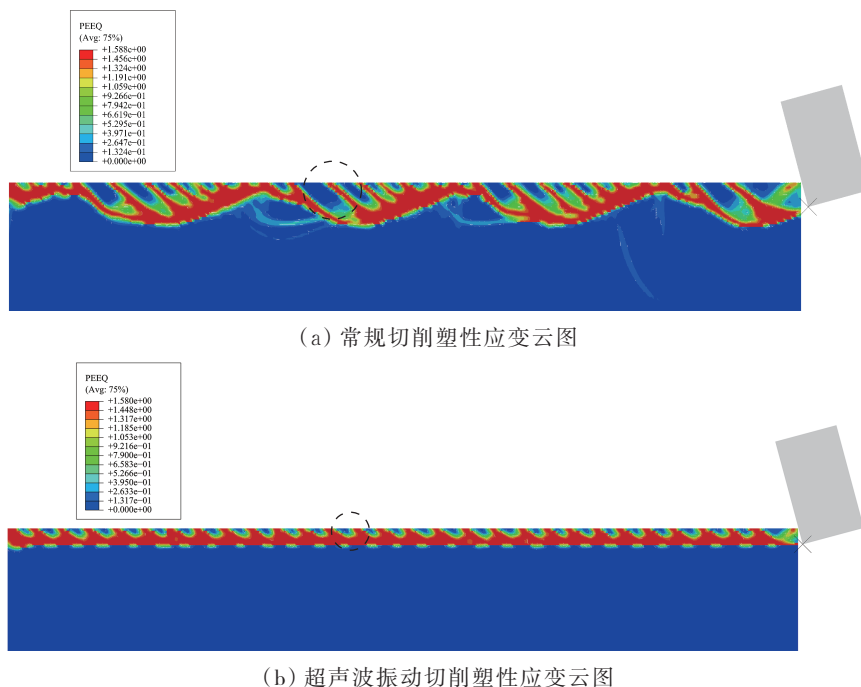 PEEQ
(Avg: 75%)
+1.588e+00
+1.456e+00
+1.324e+00
+1.191e+00
+1.059e+00
+9.266e−01
+7.942e−01
+6.619e−01
+5.295e−01
+3.971e−01
+2.647e−01
+1.324e−01
+0.000e+00
(a) 常规切削塑性应变云图
PEEQ
(Avg: 75%)
+1.580e+00
+1.448e+00
+1.317e+00
+1.185e+00
+1.053e+00
+9.216e−01
+7.900e−01
+6.583e−01
+5.266e−01
+3.950e−01
+2.633e−01
+1.317e−01
+0.000e+00
(b) 超声波振动切削塑性应变云图